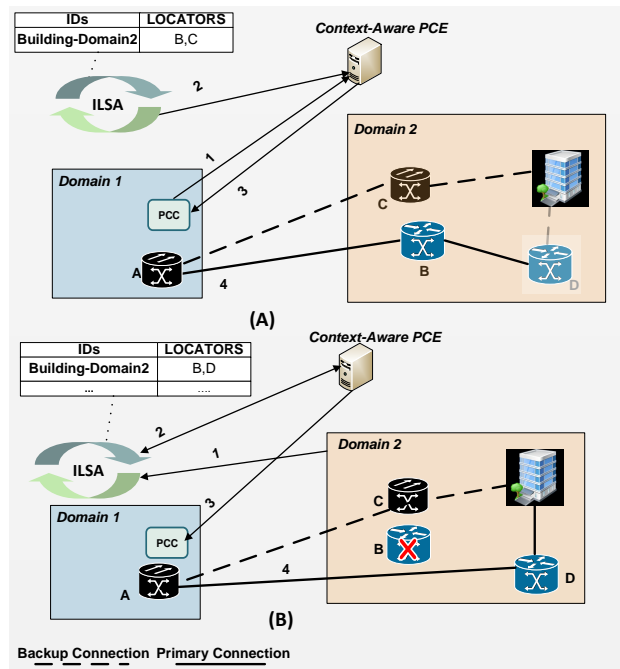 IDs LOCATORS
Building-Domain2 B,C
Context-Aware PCE
ILSA
2
1
3
Domain 2
Domain 1
PCC
C
A
4
B
D
(A)
IDs LOCATORS
Building-Domain2 B,D
... ....
Context-Aware PCE
2
ILSA
1
3
Domain 2
Domain 1
C
PCC
B
4
A
D
(B)
Backup Connection Primary Connection